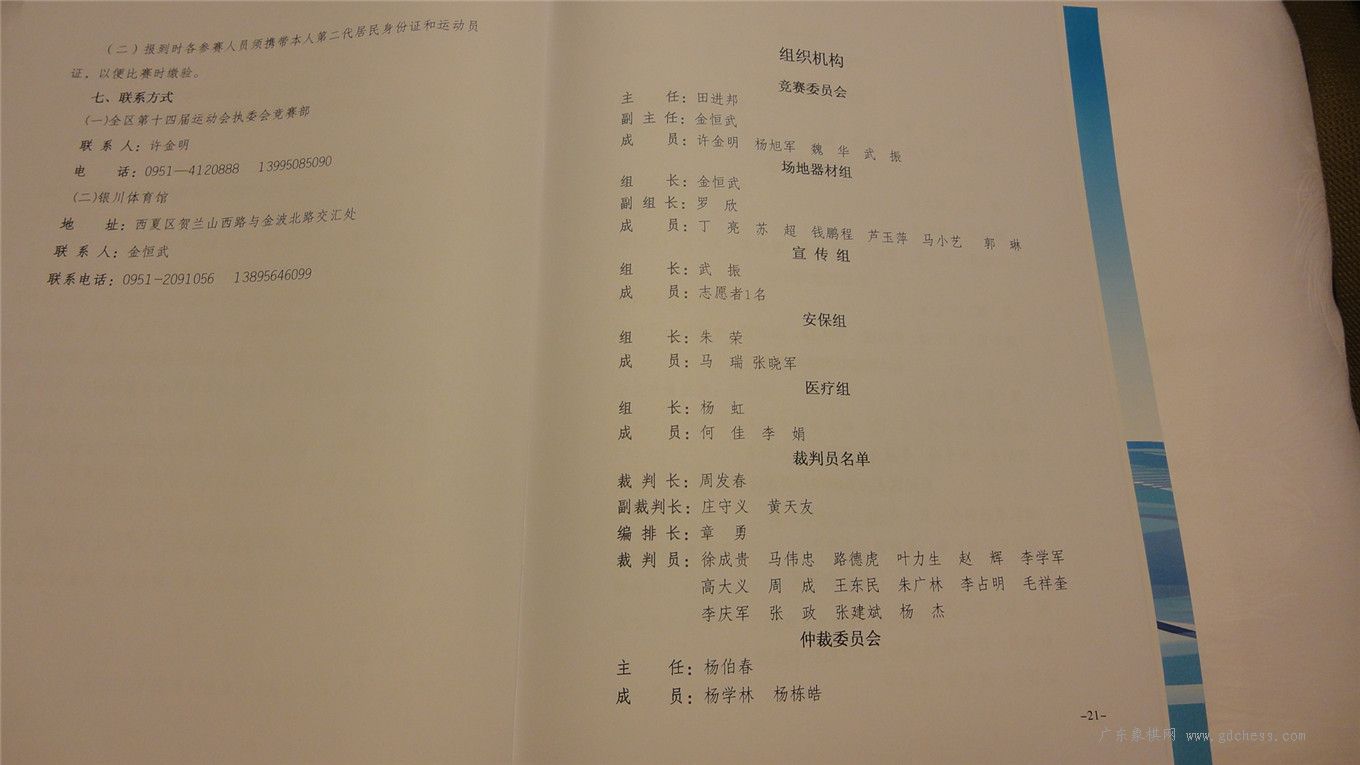 （二）报到时各参赛人员须携带本人第二代居民身份证和运动员
证，以便比赛时缴验。
七、联系方式
(一)全区第十四届运动会执委会竞赛部
联 系 人：许金明
电　　话：0951—4120888　13995085090
(二)银川体育馆
地　　址：西夏区贺兰山西路与金波北路交汇处
联 系 人：金恒武
联系电话：0951-2091056　13895646099
组织机构
竞赛委员会
主　　任：田进邦
副 主 任：金恒武
成　　员：许金明　杨旭军　魏　华　武　振
场地器材组
组　　长：金恒武
副 组 长：罗　欣
成　　员：丁　亮　苏　超　钱鹏程　芦玉萍　马小艺　郭　琳
宣 传 组
组　　长：武　振
成　　员：志愿者1名
安保组
组　　长：朱　荣
成　　员：马　瑞 张晓军
医疗组
组　　长：杨　虹
成　　员：何　佳　李　娟
裁判员名单
裁 判 长：周发春
副裁判长：庄守义　黄天友
编 排 长：章　勇
裁 判 员：徐成贵　马伟忠　路德虎　叶力生　赵　辉　李学军
高大义　周　成　王东民　朱广林　李占明　毛祥奎
李庆军　张　政　张建斌　杨　杰
仲裁委员会
主　　任：杨伯春
成　　员：杨学林　杨栋皓
-21-
广东象棋网 www.gdchess.com